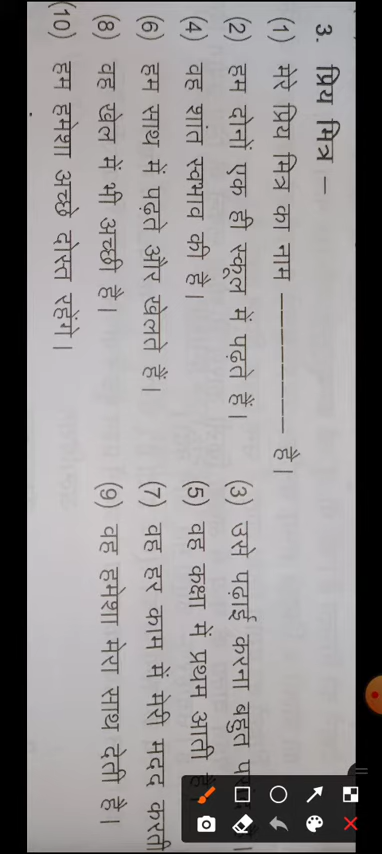 3. प्रिय मित्र –
(1) मेरे प्रिय मित्र का नाम ––––––––– है।
(2) हम दोनों एक ही स्कूल में पढ़ते हैं।
(3) उसे पढ़ाई करना बहुत
(4) वह शांत स्वभाव की है।
(5) वह कक्षा में प्रथम आती है।
(6) हम साथ में पढ़ते और खेलते हैं।
(7) वह हर काम में मेरी मदद करती
(8) वह खेल में भी अच्छी है।
(9) वह हमेशा मेरा साथ देती है।
(10) हम हमेशा अच्छे दोस्त रहेंगे।